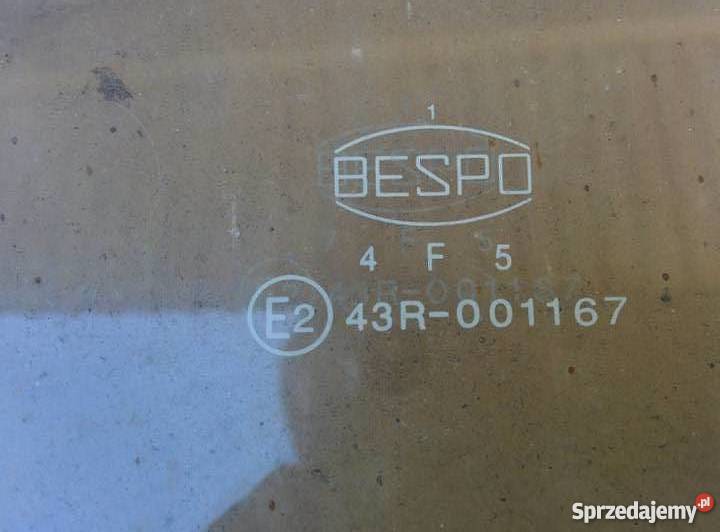 1
BESPO
4 F 5
E2 43R-001167
Sprzedajemy.pl